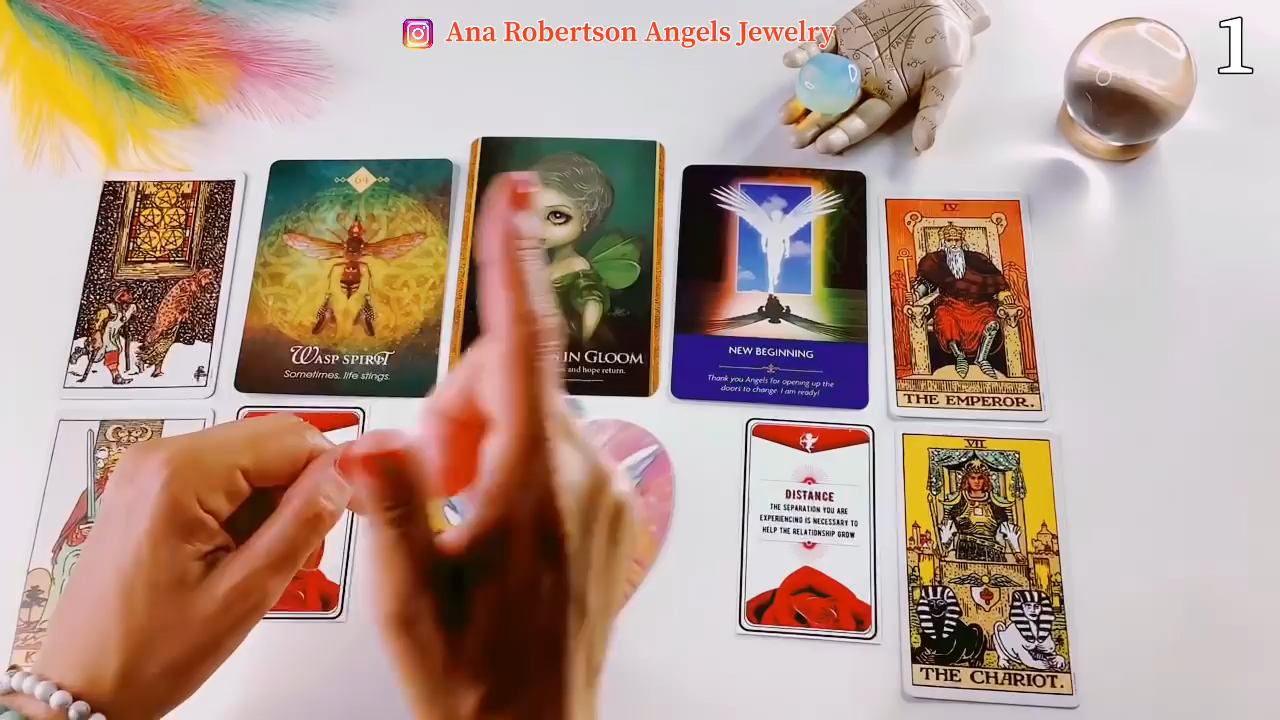 Ana Robertson Angels Jewelry
1
64
WASP SPIRIT
Sometimes, life stings.
IN GLOOM
and hope return.
NEW BEGINNING
Thank you Angels for opening up the
doors to change. I am ready!
IV
THE EMPEROR.
DISTANCE
THE SEPARATION YOU ARE
EXPERIENCING IS NECESSARY TO
HELP THE RELATIONSHIP GROW
VII
THE CHARIOT.
K